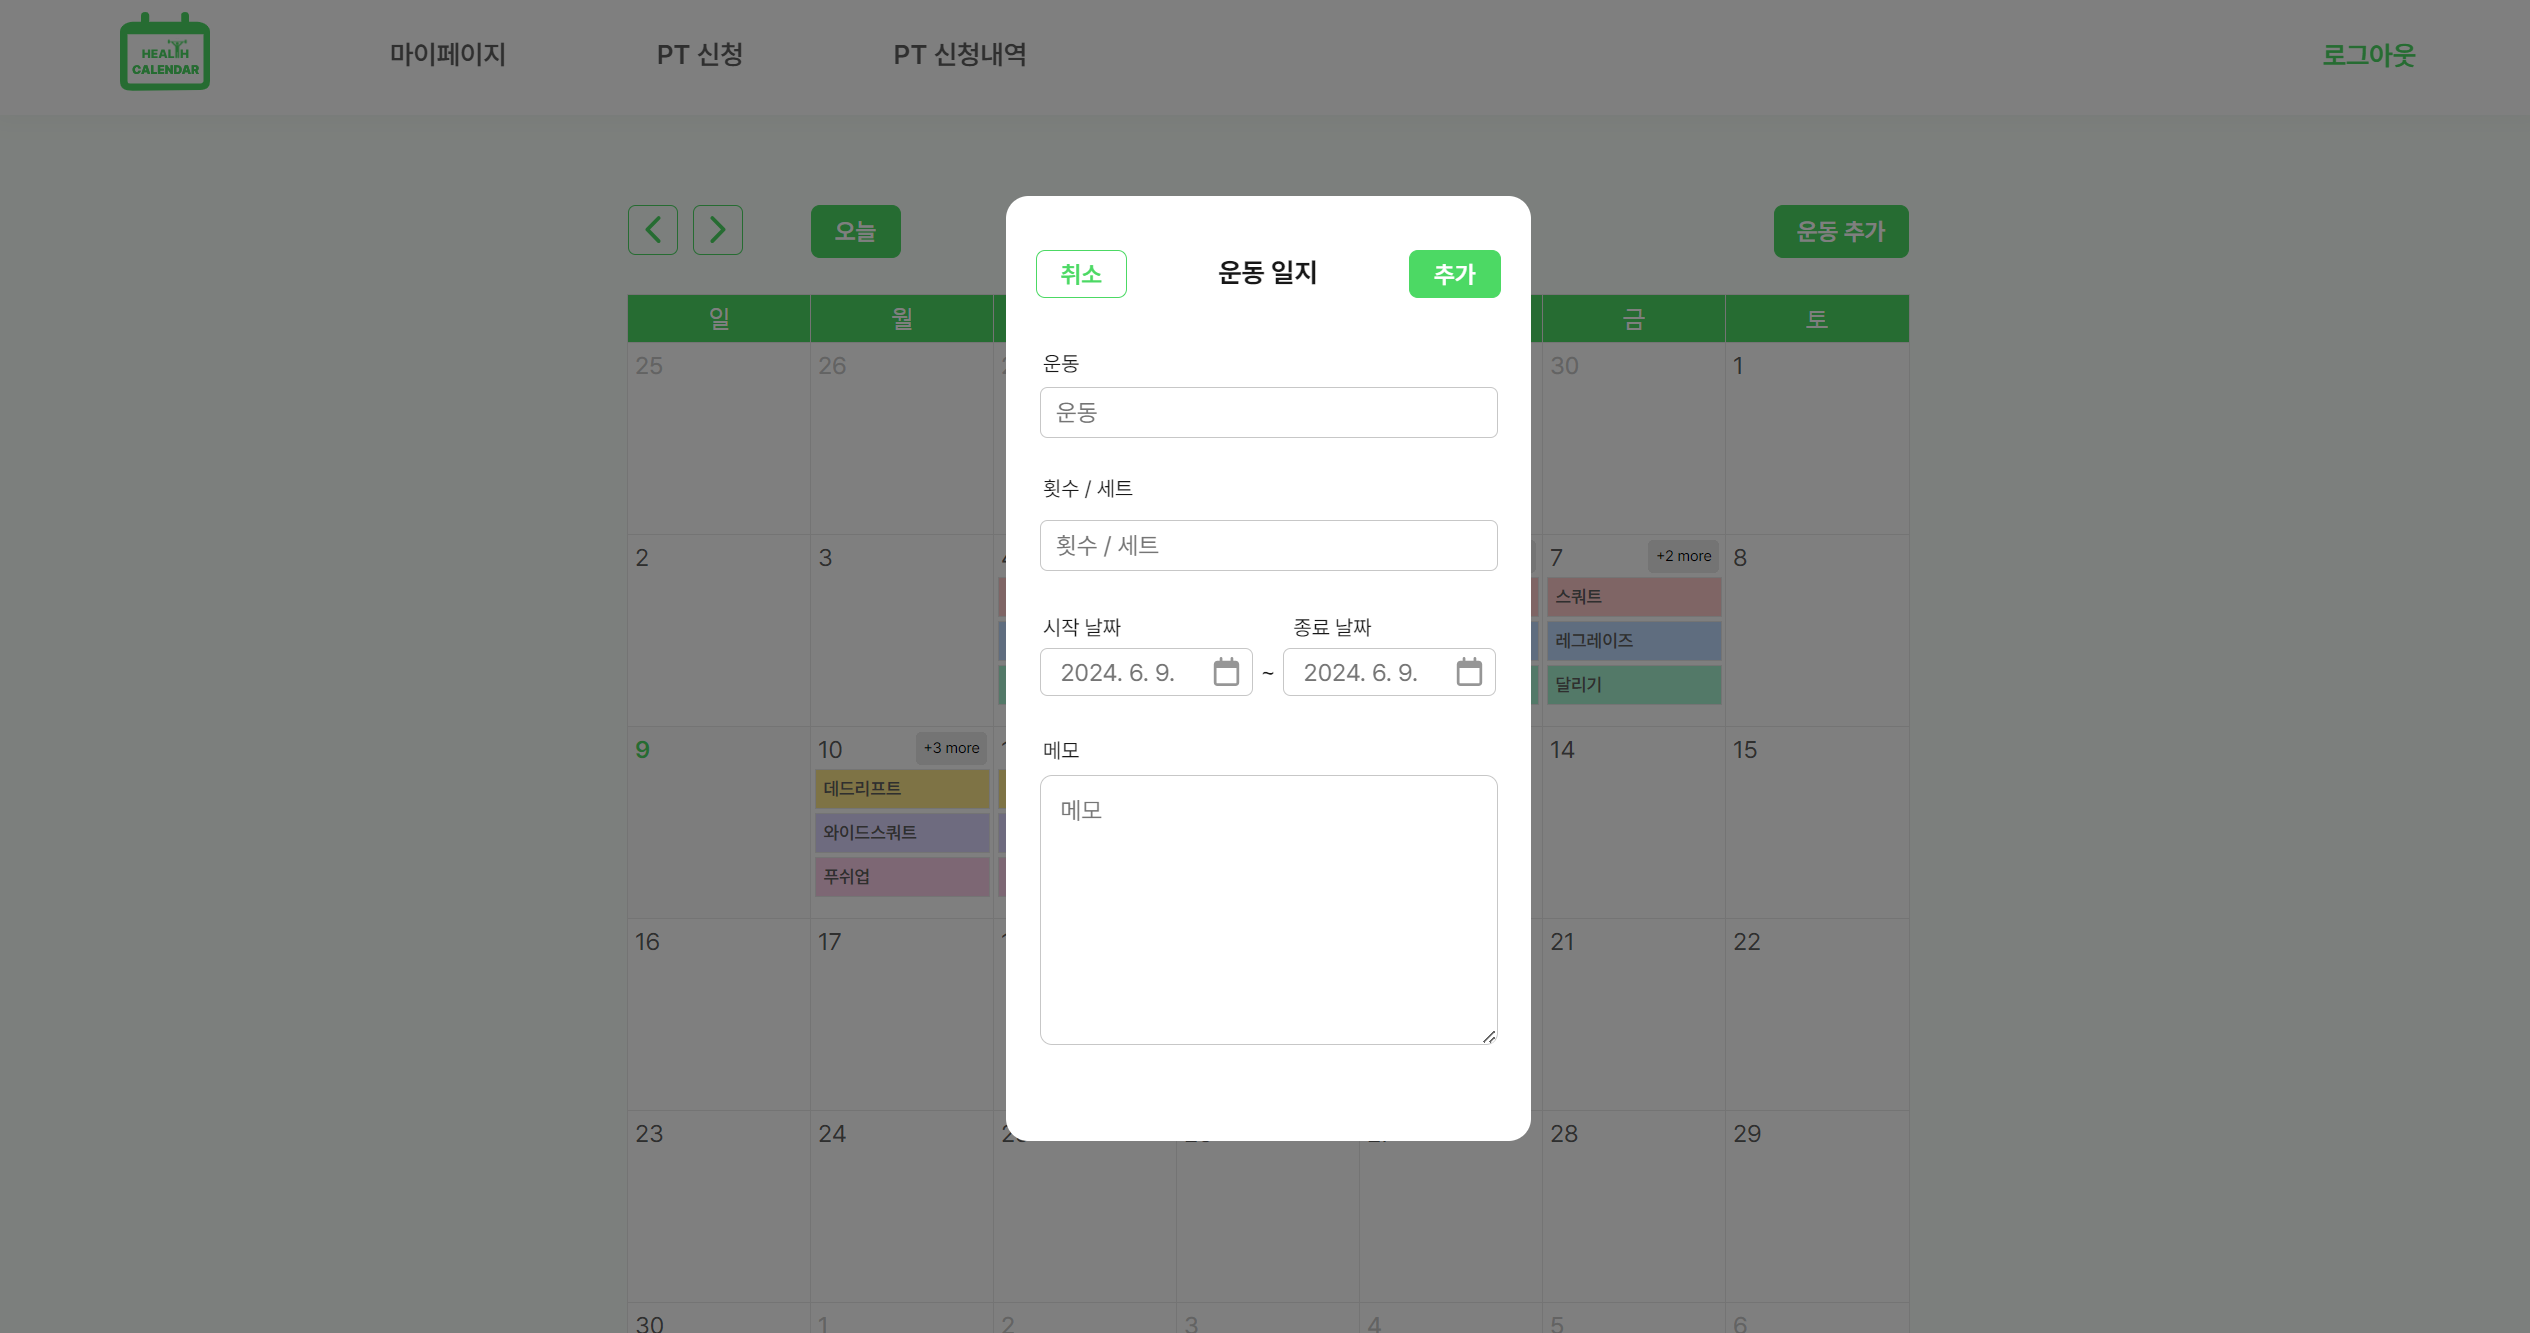 HEALTH
CALENDAR
마이페이지
PT 신청
PT 신청내역
로그아웃
오늘
운동 추가
취소
운동 일지
추가
일
월
금
토
25
26
30
1
운동
운동
횟수 / 세트
횟수 / 세트
2
3
7
+2 more
8
스쿼트
레그레이즈
달리기
시작 날짜
종료 날짜
2024. 6. 9.
~
2024. 6. 9.
9
10
+3 more
14
15
데드리프트
와이드스쿼트
푸쉬업
메모
메모
16
17
21
22
23
24
28
29
30
1
2
3
4
5
6